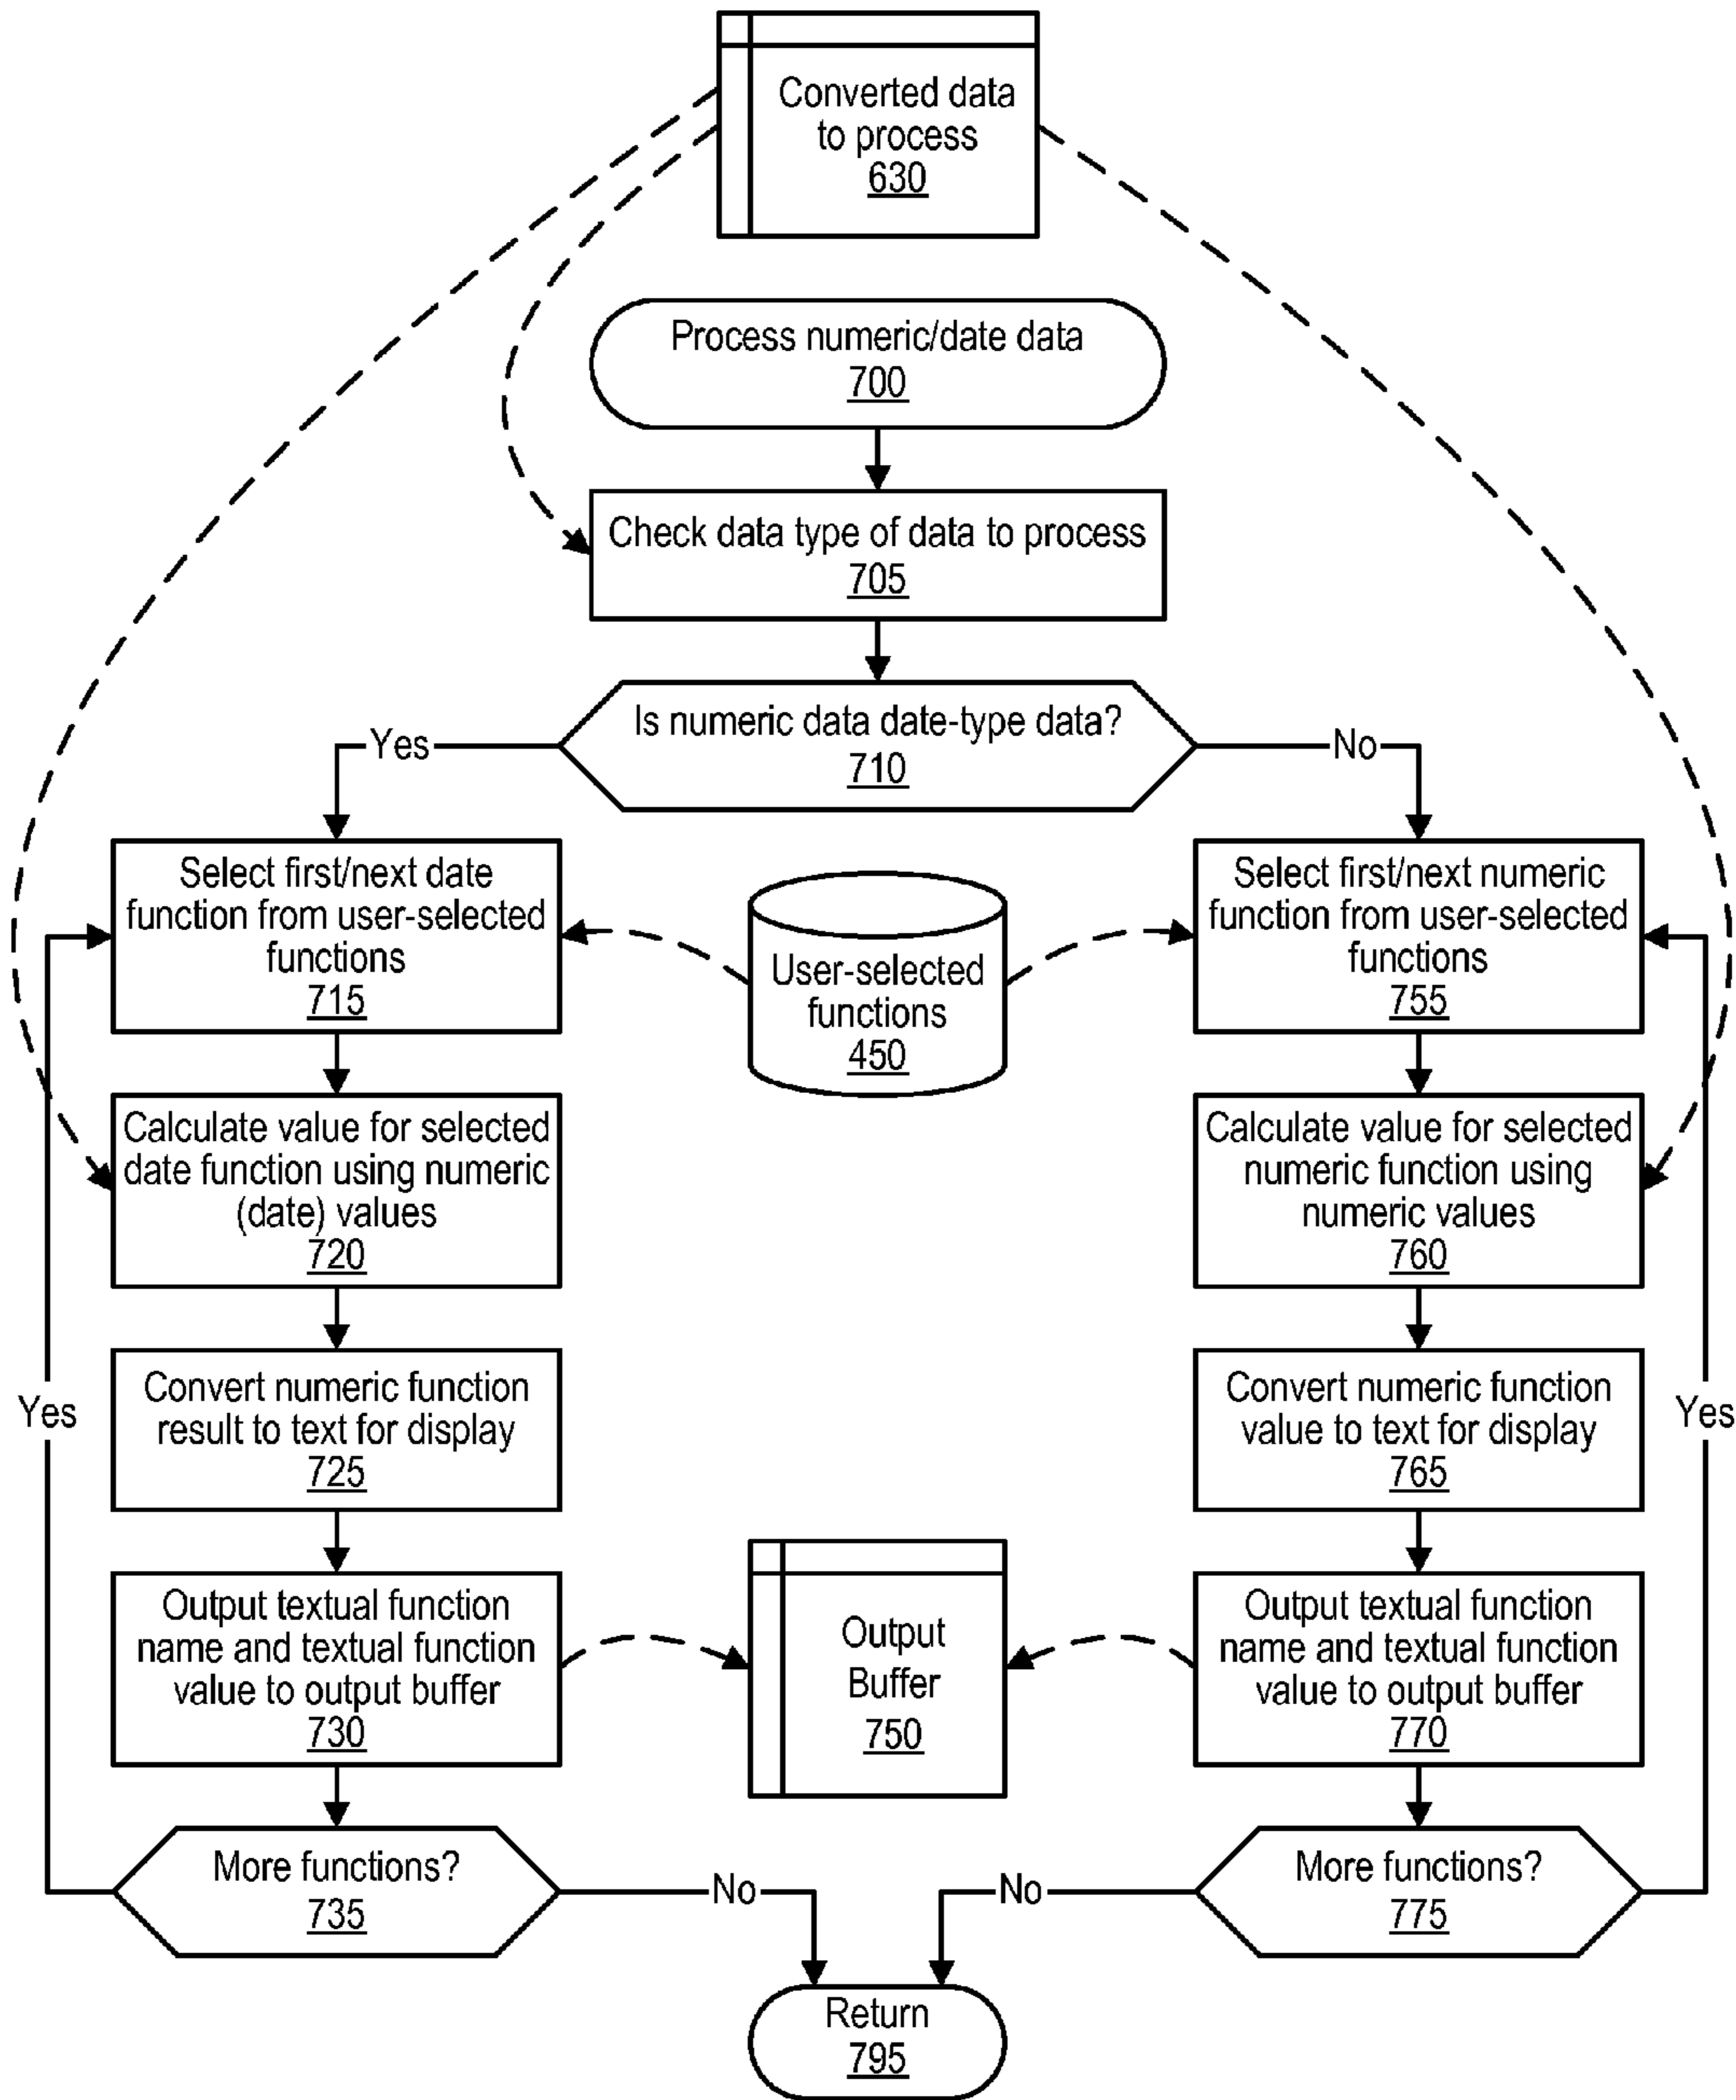 Converted data
to process
630
Process numeric/date data
700
Check data type of data to process
705
Is numeric data date-type data?
710
Yes
No
Select first/next date
function from user-selected
functions
715
User-selected
functions
450
Select first/next numeric
function from user-selected
functions
755
Calculate value for selected
date function using numeric
(date) values
720
Calculate value for selected
numeric function using
numeric values
760
Convert numeric function
result to text for display
725
Convert numeric function
value to text for display
765
Yes
Yes
Output textual function
name and textual function
value to output buffer
730
Output
Buffer
750
Output textual function
name and textual function
value to output buffer
770
More functions?
735
No
No
More functions?
775
Return
795